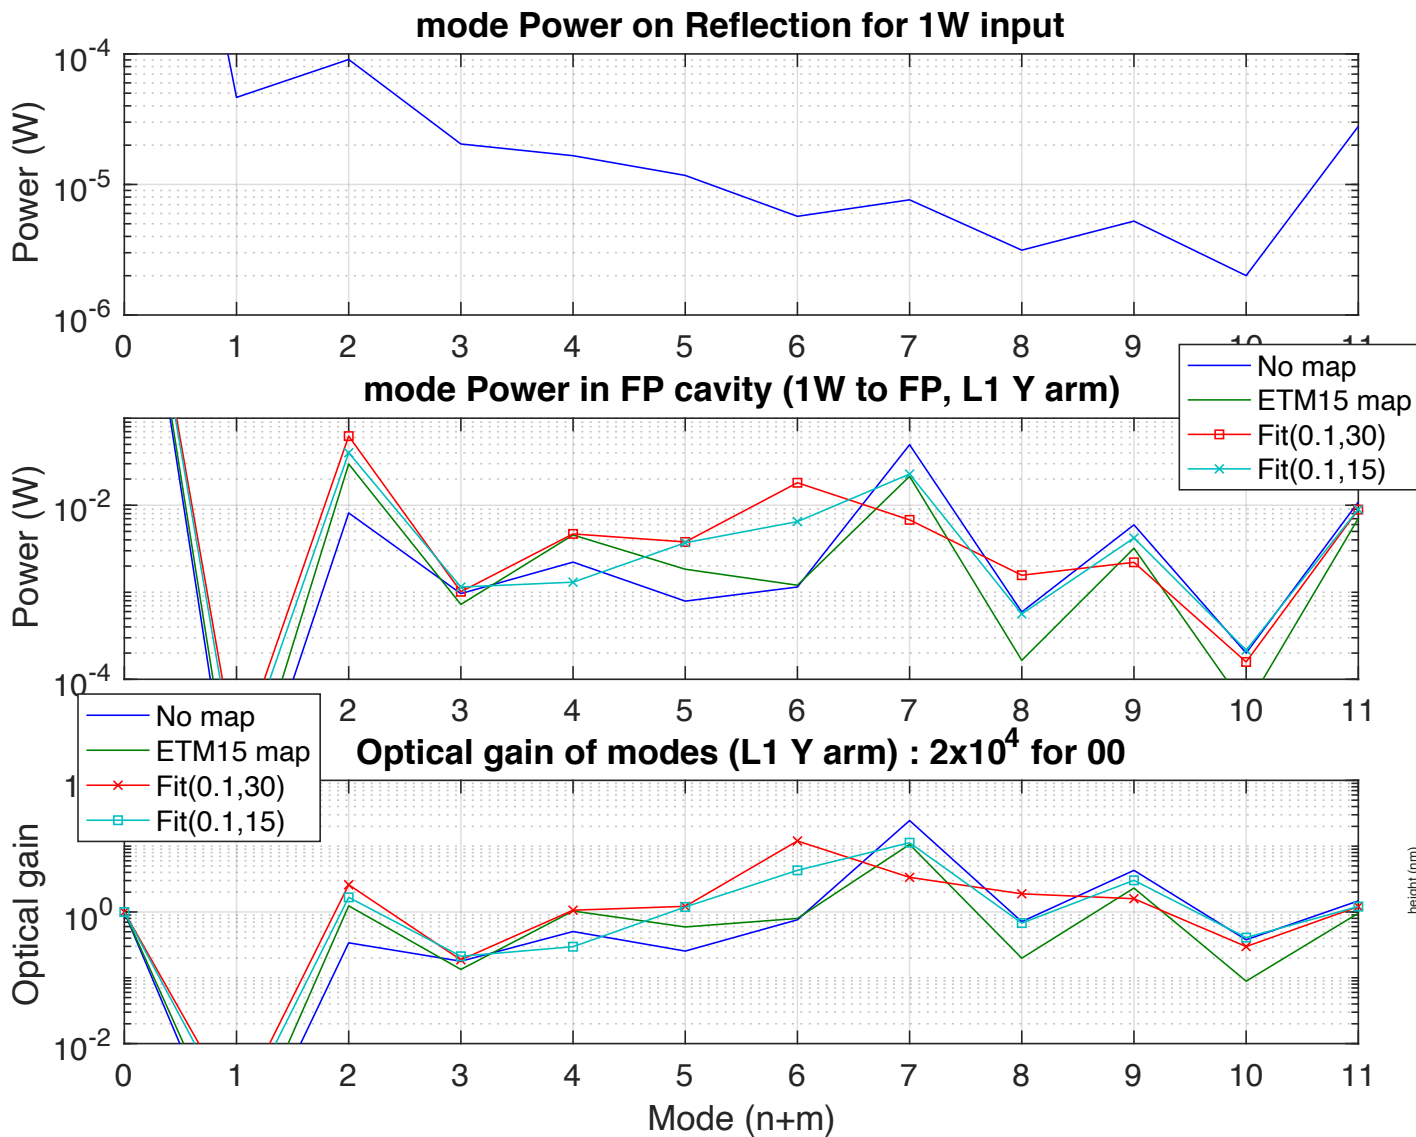 mode Power on Reflection for 1W input
10^-4
10^-5
10^-6
Power (W)
0 1 2 3 4 5 6 7 8 9 10 11
mode Power in FP cavity (1W to FP, L1 Y arm)
No map
ETM15 map
Fit(0.1,30)
Fit(0.1,15)
10^-2
10^-4
Power (W)
2 3 4 5 6 7 8 9 10 11
No map
ETM15 map
Fit(0.1,30)
Fit(0.1,15)
Optical gain of modes (L1 Y arm) : 2x10^4 for 00
10^0
10^-2
Optical gain
height (nm)
0 1 2 3 4 5 6 7 8 9 10 11
Mode (n+m)